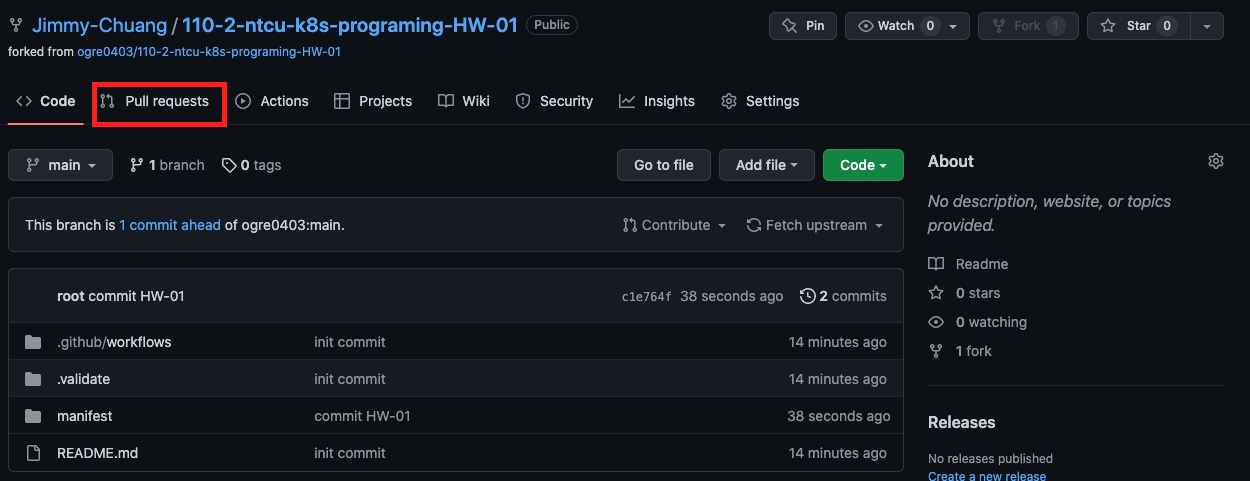 Jimmy-Chuang / 110-2-ntcu-k8s-programing-HW-01 Public Pin Watch 0 Fork 1 Star 0
forked from ogre0403/110-2-ntcu-k8s-programing-HW-01
Code Pull requests Actions Projects Wiki Security Insights Settings
main 1 branch 0 tags Go to file Add file Code
This branch is 1 commit ahead of ogre0403:main. Contribute Fetch upstream
root commit HW-01 c1e764f 38 seconds ago 2 commits
.github/workflows init commit 14 minutes ago
.validate init commit 14 minutes ago
manifest commit HW-01 38 seconds ago
README.md init commit 14 minutes ago
About
No description, website, or topics
provided.
Readme
0 stars
0 watching
1 fork
Releases
No releases published
Create a new release